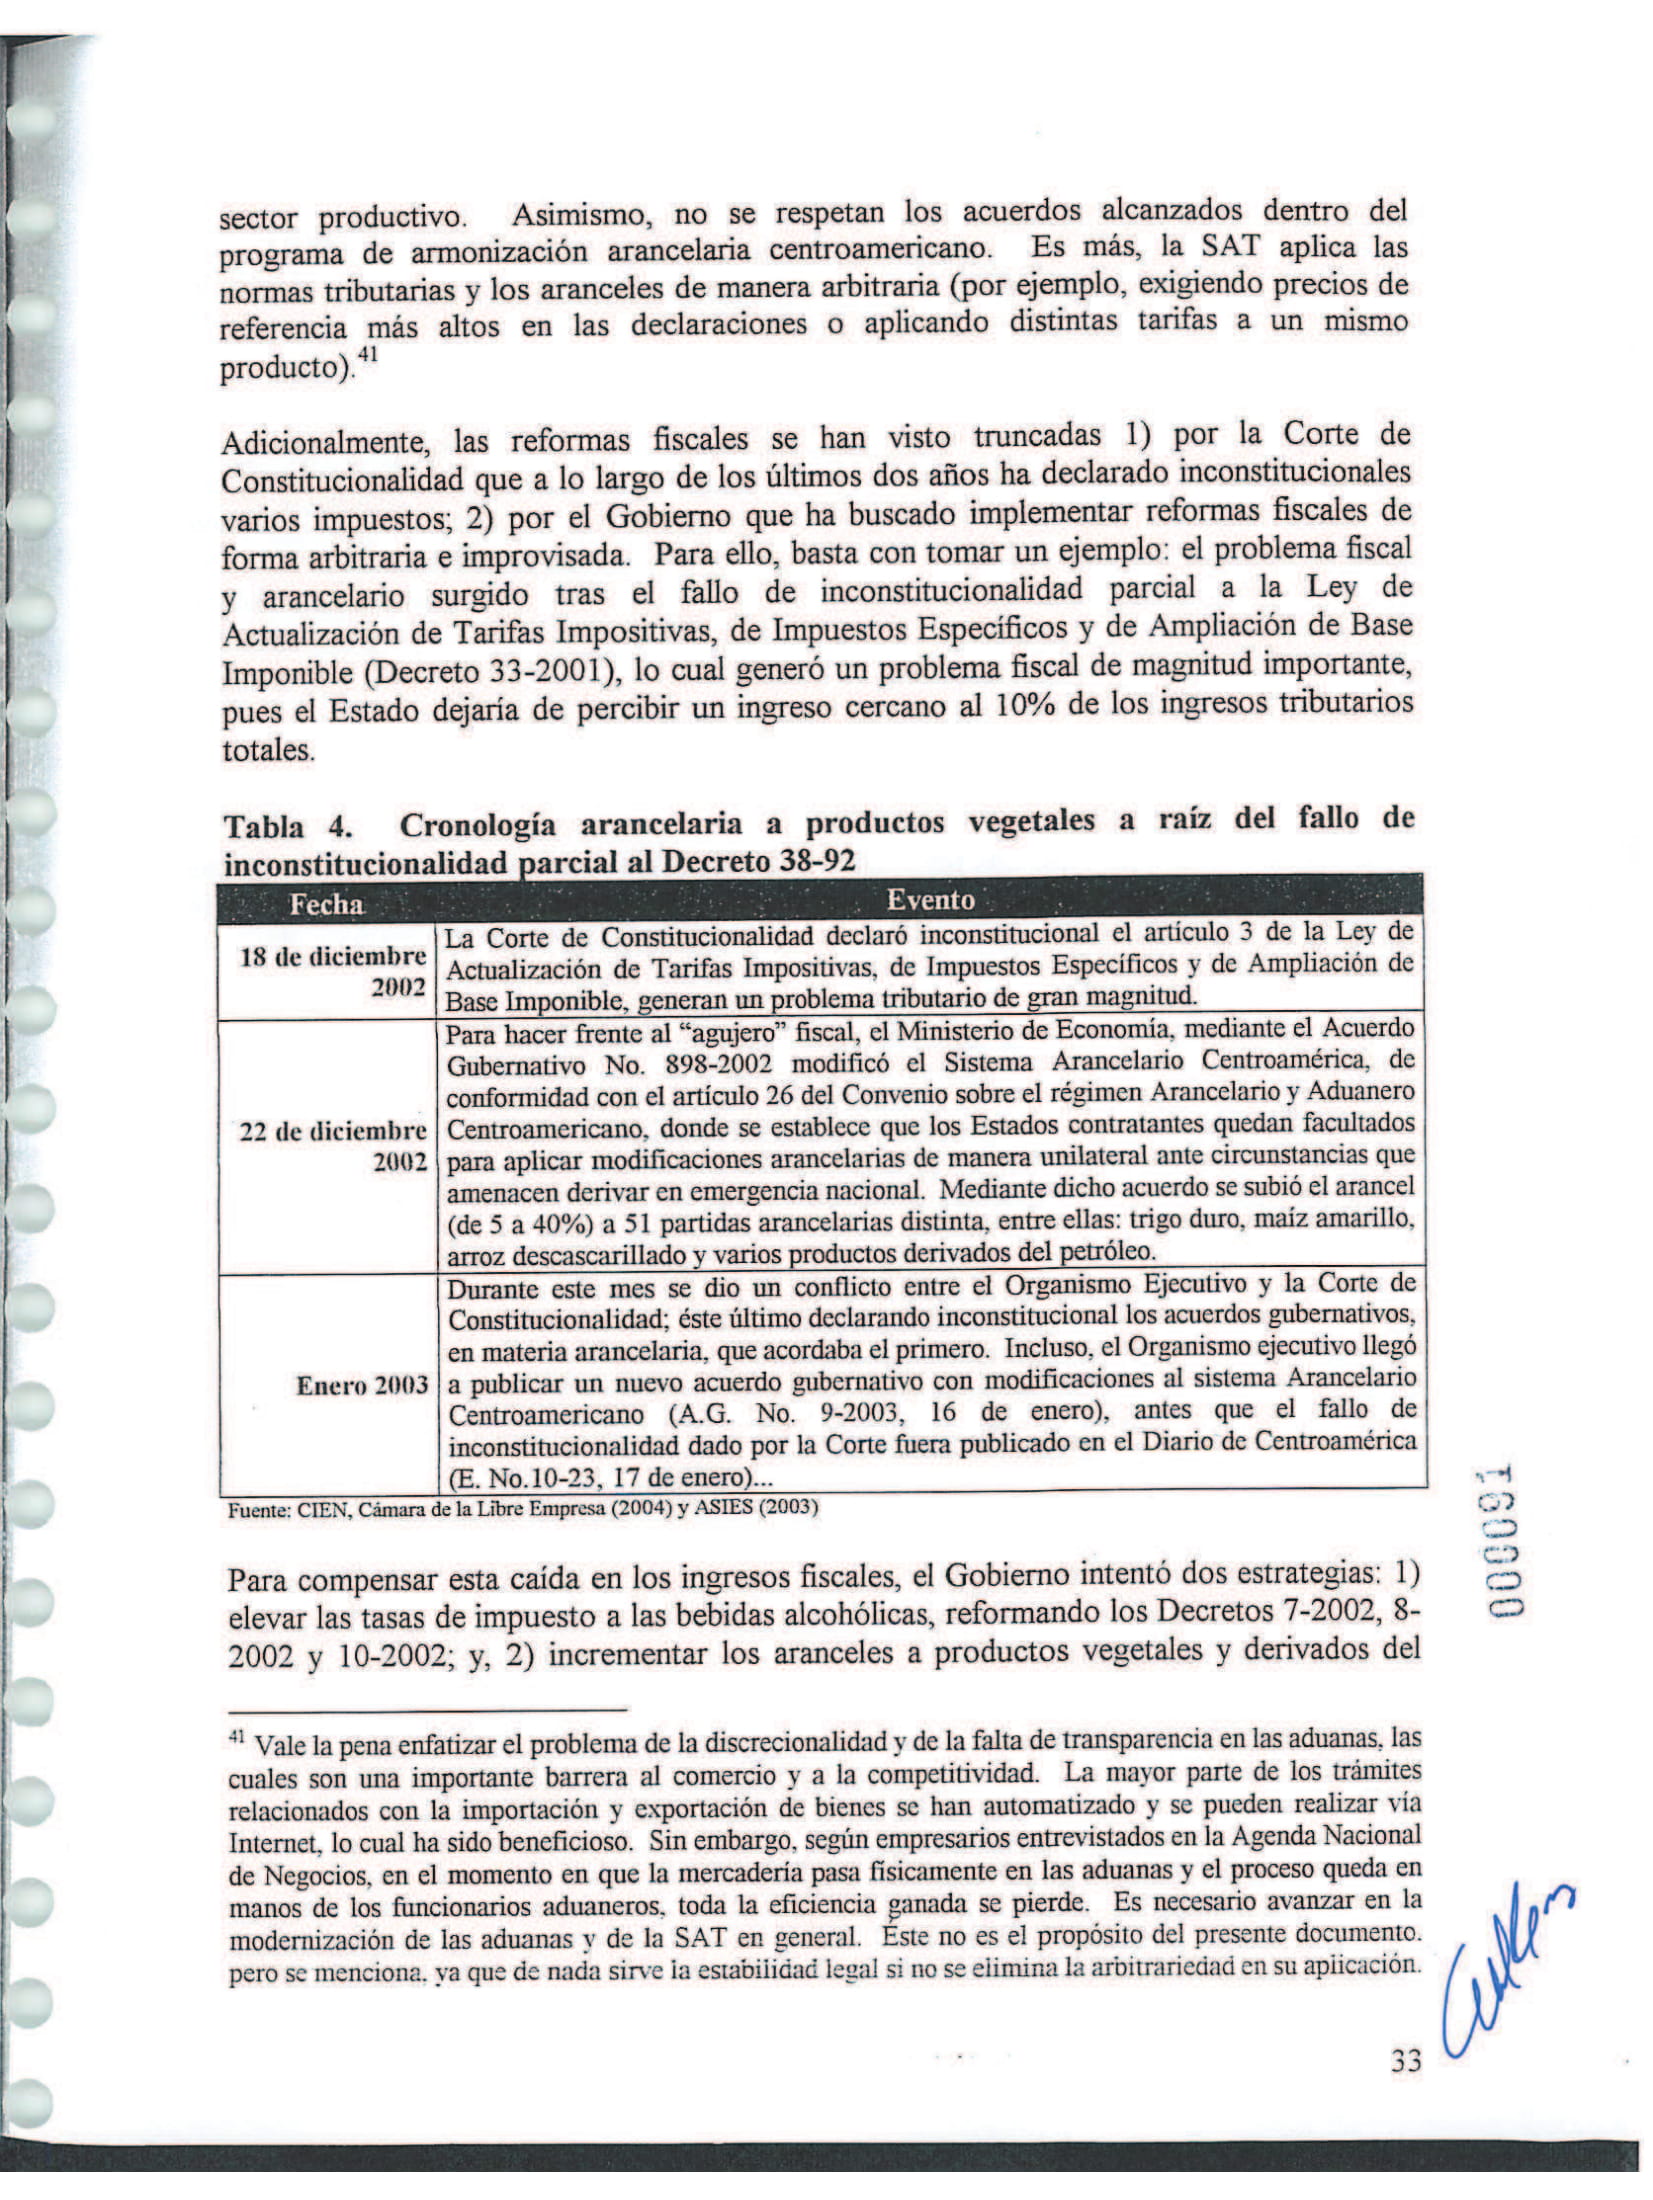 sector productivo. Asimismo, no se respetan los acuerdos alcanzados dentro del
programa de armonización arancelaria centroamericano. Es más, la SAT aplica las
normas tributarias y los aranceles de manera arbitraria (por ejemplo, exigiendo precios de
referencia más altos en las declaraciones o aplicando distintas tarifas a un mismo
producto).41
Adicionalmente, las reformas fiscales se han visto truncadas 1) por la Corte de
Constitucionalidad que a lo largo de los últimos dos años ha declarado inconstitucionales
varios impuestos; 2) por el Gobierno que ha buscado implementar reformas fiscales de
forma arbitraria e improvisada. Para ello, basta con tomar un ejemplo: el problema fiscal
y arancelario surgido tras el fallo de inconstitucionalidad parcial a la Ley de
Actualización de Tarifas Impositivas, de Impuestos Específicos y de Ampliación de Base
Imponible (Decreto 33-2001), lo cual generó un problema fiscal de magnitud importante,
pues el Estado dejaría de percibir un ingreso cercano al 10% de los ingresos tributarios
totales.
Tabla 4. Cronología arancelaria a productos vegetales a raíz del fallo de
inconstitucionalidad parcial al Decreto 38-92
Fecha Evento
18 de diciembre
2002
La Corte de Constitucionalidad declaró inconstitucional el artículo 3 de la Ley de
Actualización de Tarifas Impositivas, de Impuestos Específicos y de Ampliación de
Base Imponible, generan un problema tributario de gran magnitud.
22 de diciembre
2002
Para hacer frente al “agujero” fiscal, el Ministerio de Economía, mediante el Acuerdo
Gubernativo No. 898-2002 modificó el Sistema Arancelario Centroamérica, de
conformidad con el artículo 26 del Convenio sobre el régimen Arancelario y Aduanero
Centroamericano, donde se establece que los Estados contratantes quedan facultados
para aplicar modificaciones arancelarias de manera unilateral ante circunstancias que
amenacen derivar en emergencia nacional. Mediante dicho acuerdo se subió el arancel
(de 5 a 40%) a 51 partidas arancelarias distinta, entre ellas: trigo duro, maíz amarillo,
arroz descascarillado y varios productos derivados del petróleo.
Enero 2003
Durante este mes se dio un conflicto entre el Organismo Ejecutivo y la Corte de
Constitucionalidad; éste último declarando inconstitucional los acuerdos gubernativos,
en materia arancelaria, que acordaba el primero. Incluso, el Organismo ejecutivo llegó
a publicar un nuevo acuerdo gubernativo con modificaciones al sistema Arancelario
Centroamericano (A.G. No. 9-2003, 16 de enero), antes que el fallo de
inconstitucionalidad dado por la Corte fuera publicado en el Diario de Centroamérica
(E. No.10-23, 17 de enero)...
Fuente: CIEN, Cámara de la Libre Empresa (2004) y ASIES (2003)
Para compensar esta caída en los ingresos fiscales, el Gobierno intentó dos estrategias: 1)
elevar las tasas de impuesto a las bebidas alcohólicas, reformando los Decretos 7-2002, 8-
2002 y 10-2002; y, 2) incrementar los aranceles a productos vegetales y derivados del
41 Vale la pena enfatizar el problema de la discrecionalidad y de la falta de transparencia en las aduanas, las
cuales son una importante barrera al comercio y a la competitividad. La mayor parte de los trámites
relacionados con la importación y exportación de bienes se han automatizado y se pueden realizar vía
Internet, lo cual ha sido beneficioso. Sin embargo, según empresarios entrevistados en la Agenda Nacional
de Negocios, en el momento en que la mercadería pasa físicamente en las aduanas y el proceso queda en
manos de los funcionarios aduaneros, toda la eficiencia ganada se pierde. Es necesario avanzar en la
modernización de las aduanas y de la SAT en general. Éste no es el propósito del presente documento.
pero se menciona, ya que de nada sirve la estabilidad legal si no se elimina la arbitrariedad en su aplicación.
33